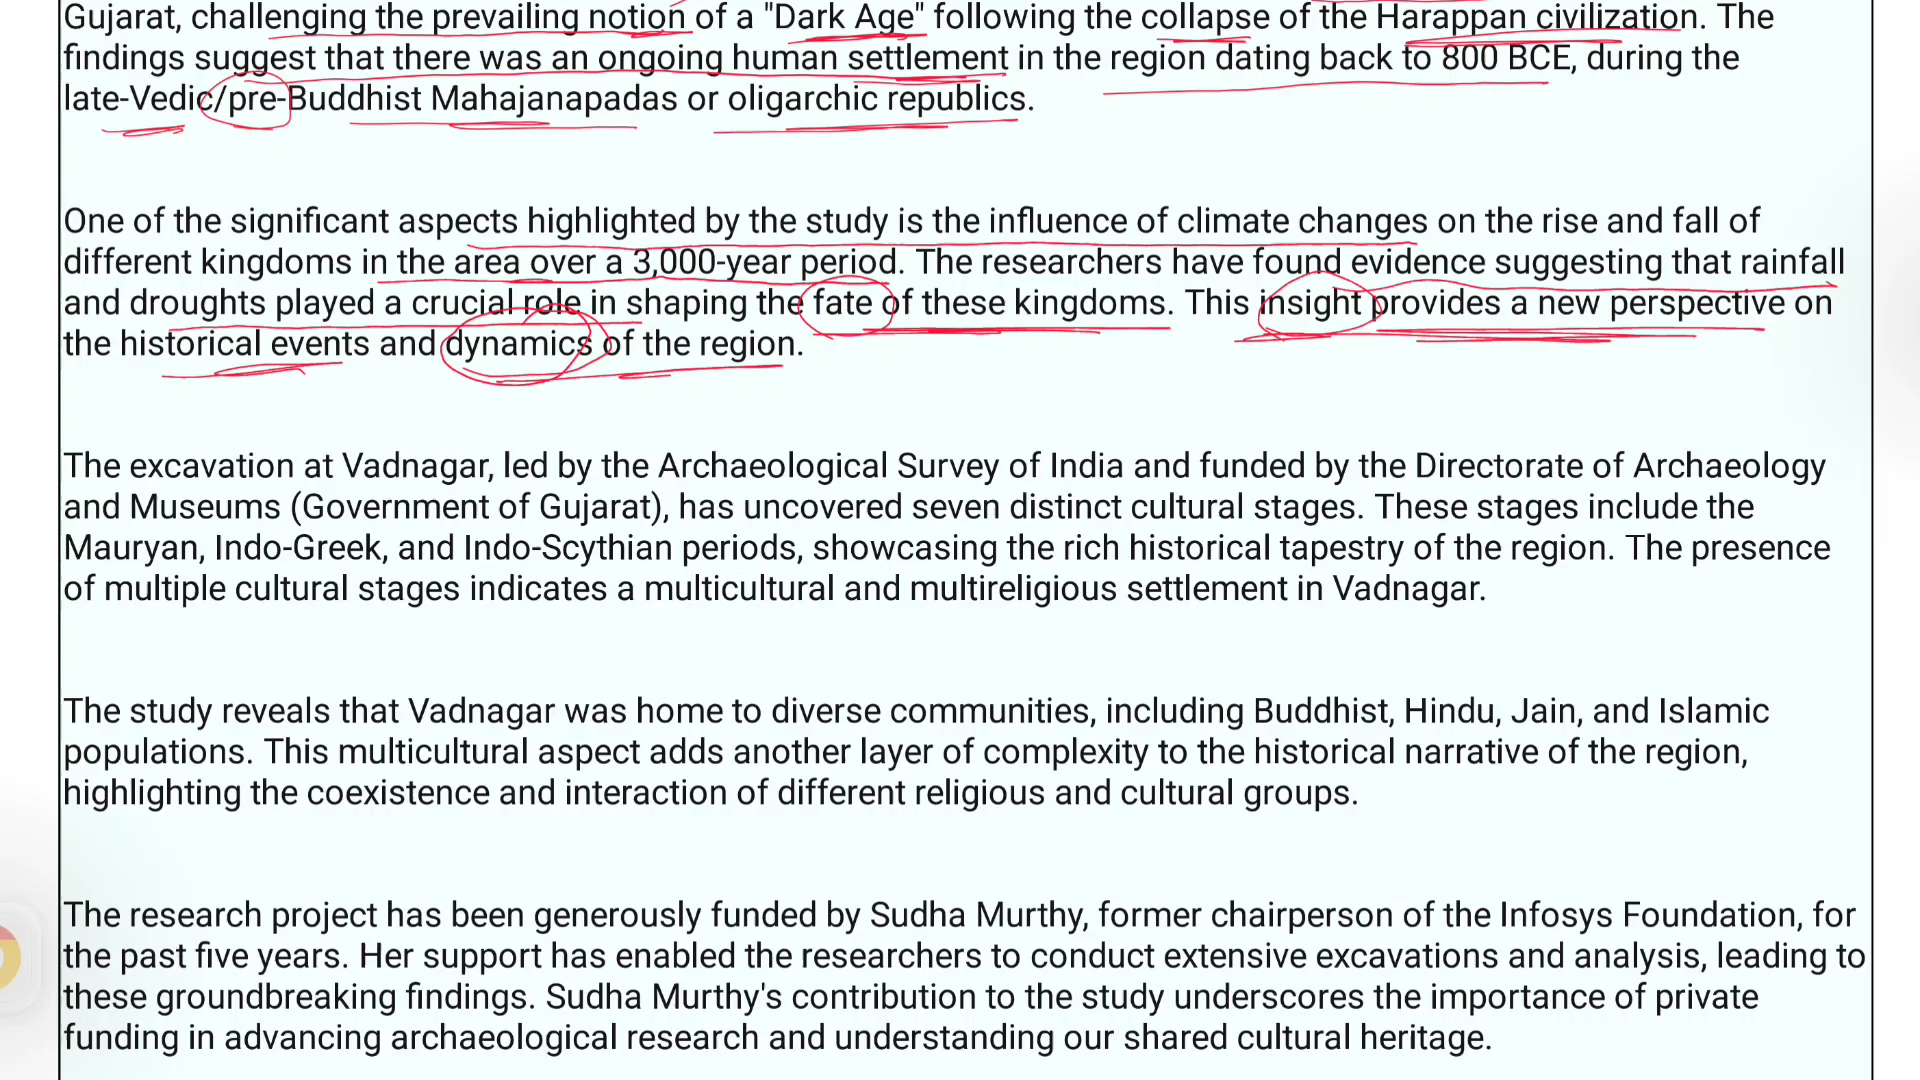 Gujarat, challenging the prevailing notion of a "Dark Age" following the collapse of the Harappan civilization. The
findings suggest that there was an ongoing human settlement in the region dating back to 800 BCE, during the
late-Vedic/pre-Buddhist Mahajanapadas or oligarchic republics.
One of the significant aspects highlighted by the study is the influence of climate changes on the rise and fall of
different kingdoms in the area over a 3,000-year period. The researchers have found evidence suggesting that rainfall
and droughts played a crucial role in shaping the fate of these kingdoms. This insight provides a new perspective on
the historical events and dynamics of the region.
The excavation at Vadnagar, led by the Archaeological Survey of India and funded by the Directorate of Archaeology
and Museums (Government of Gujarat), has uncovered seven distinct cultural stages. These stages include the
Mauryan, Indo-Greek, and Indo-Scythian periods, showcasing the rich historical tapestry of the region. The presence
of multiple cultural stages indicates a multicultural and multireligious settlement in Vadnagar.
The study reveals that Vadnagar was home to diverse communities, including Buddhist, Hindu, Jain, and Islamic
populations. This multicultural aspect adds another layer of complexity to the historical narrative of the region,
highlighting the coexistence and interaction of different religious and cultural groups.
The research project has been generously funded by Sudha Murthy, former chairperson of the Infosys Foundation, for
the past five years. Her support has enabled the researchers to conduct extensive excavations and analysis, leading to
these groundbreaking findings. Sudha Murthy's contribution to the study underscores the importance of private
funding in advancing archaeological research and understanding our shared cultural heritage.